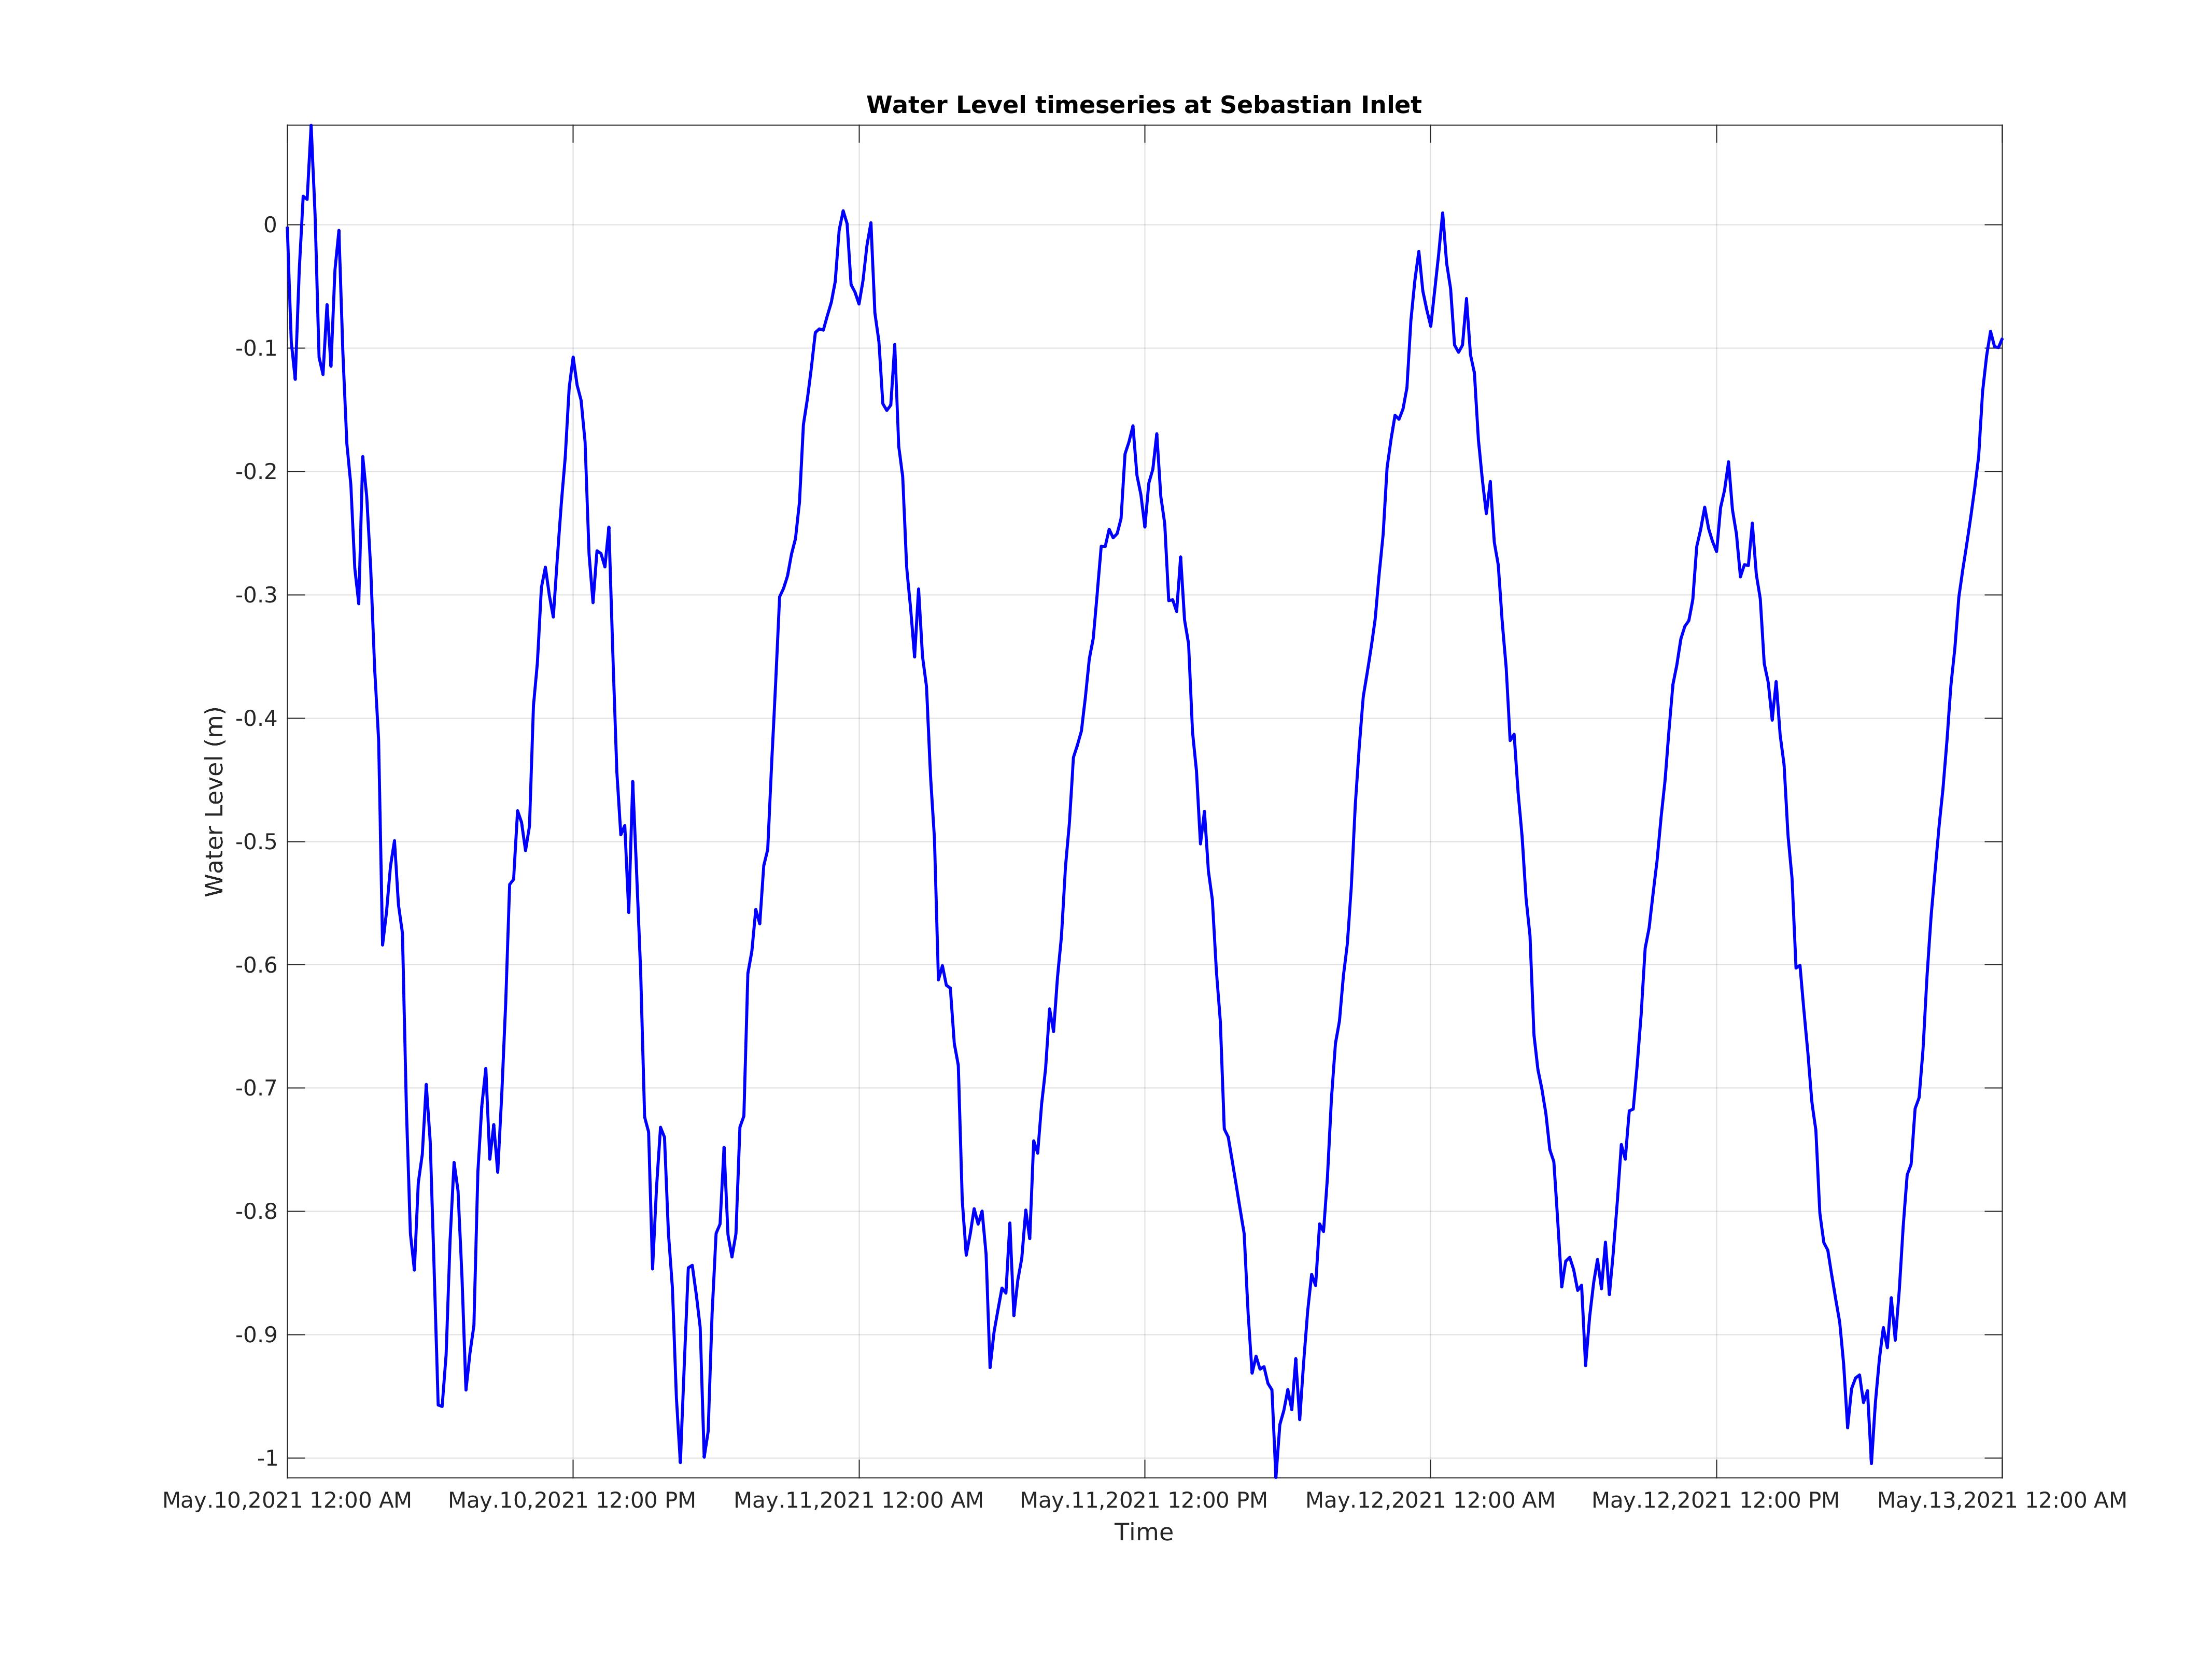 Water Level timeseries at Sebastian Inlet
0
-0.1
-0.2
-0.3
-0.4
-0.5
-0.6
-0.7
-0.8
-0.9
-1
Water Level (m)
May.10,2021 12:00 AM May.10,2021 12:00 PM May.11,2021 12:00 AM May.11,2021 12:00 PM May.12,2021 12:00 AM May.12,2021 12:00 PM May.13,2021 12:00 AM
Time